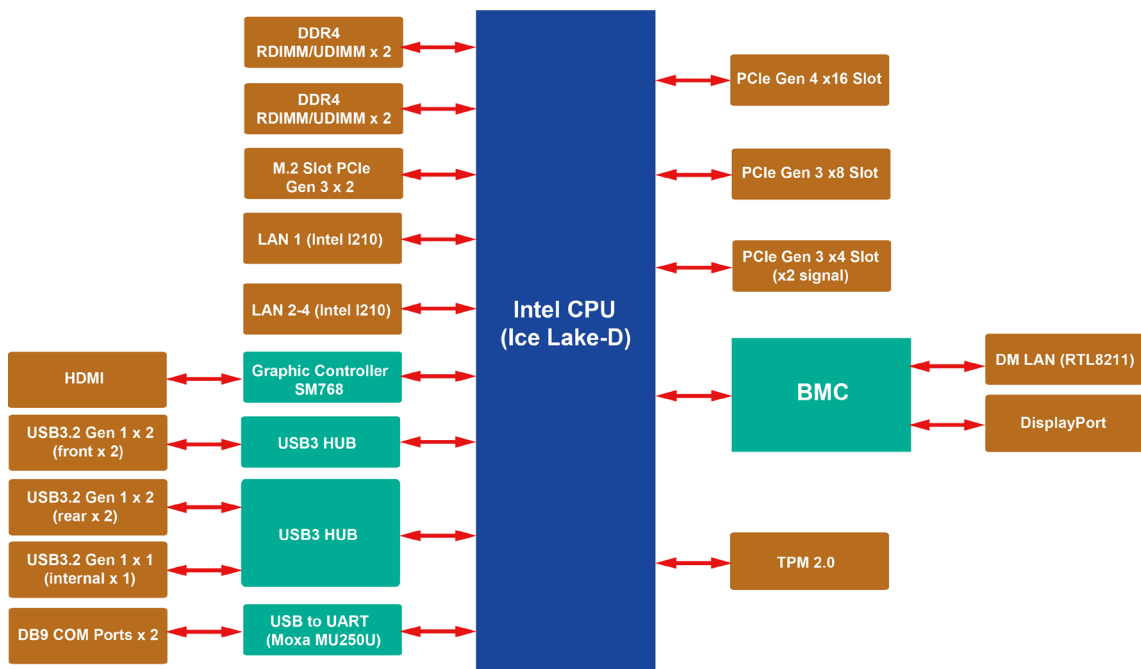 DDR4
RDIMM/UDIMM x 2
DDR4
RDIMM/UDIMM x 2
M.2 Slot PCIe
Gen 3 x 2
LAN 1 (Intel I210)
LAN 2-4 (Intel I210)
HDMI
Graphic Controller
SM768
USB3.2 Gen 1 x 2
(front x 2)
USB3 HUB
USB3.2 Gen 1 x 2
(rear x 2)
USB3.2 Gen 1 x 1
(internal x 1)
USB3 HUB
DB9 COM Ports x 2
USB to UART
(Moxa MU250U)
Intel CPU
(Ice Lake-D)
PCIe Gen 4 x16 Slot
PCIe Gen 3 x8 Slot
PCIe Gen 3 x4 Slot
(x2 signal)
BMC
DM LAN (RTL8211)
DisplayPort
TPM 2.0